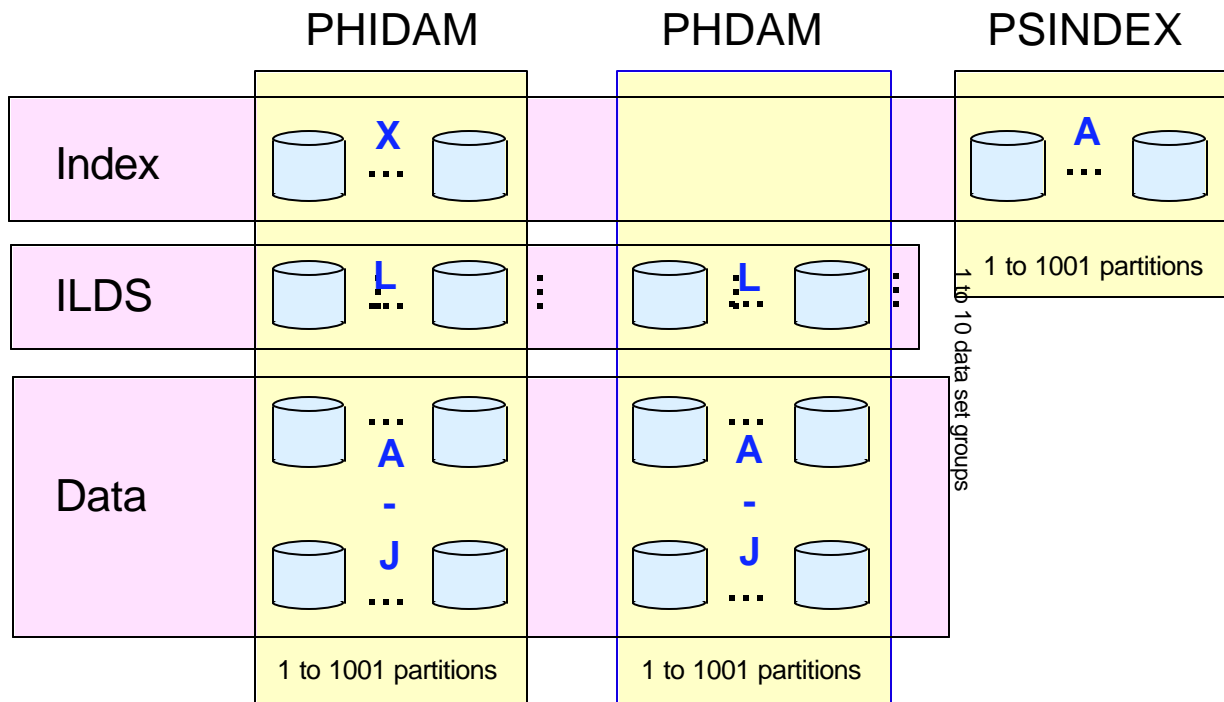 PHIDAM PHDAM PSINDEX
Index
X
...
A
...
ILDS
L
...
L
...
1 to 1001 partitions
1 to 10 data set groups
Data
...
A
-
J
...
...
A
-
J
...
1 to 1001 partitions
1 to 1001 partitions